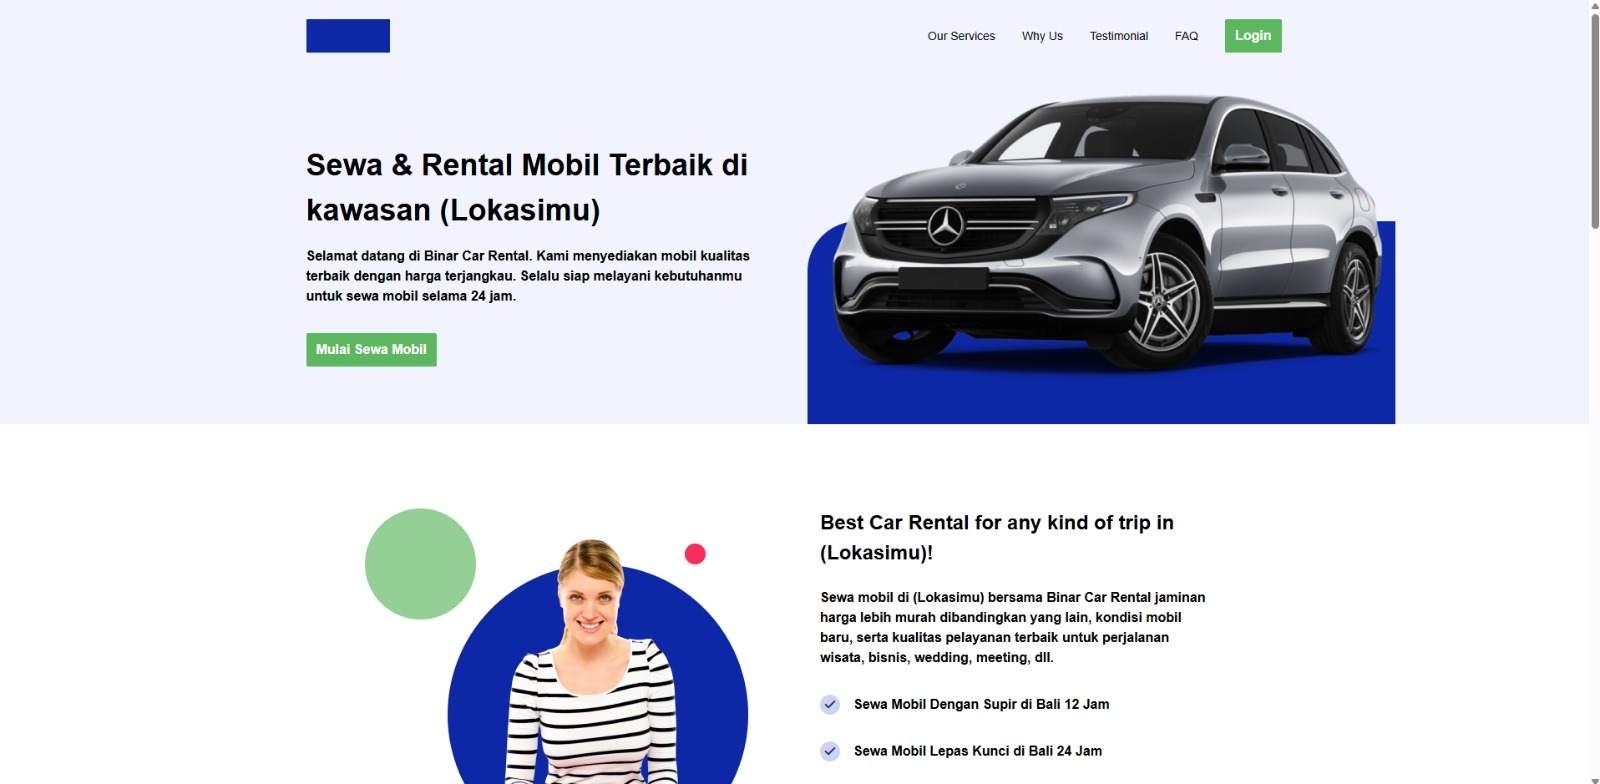 Our Services
Why Us
Testimonial
FAQ
Login
Sewa & Rental Mobil Terbaik di
kawasan (Lokasimu)
Selamat datang di Binar Car Rental. Kami menyediakan mobil kualitas
terbaik dengan harga terjangkau. Selalu siap melayani kebutuhanmu
untuk sewa mobil selama 24 jam.
Mulai Sewa Mobil
Best Car Rental for any kind of trip in
(Lokasimu)!
Sewa mobil di (Lokasimu) bersama Binar Car Rental jaminan
harga lebih murah dibandingkan yang lain, kondisi mobil
baru, serta kualitas pelayanan terbaik untuk perjalanan
wisata, bisnis, wedding, meeting, dll.
Sewa Mobil Dengan Supir di Bali 12 Jam
Sewa Mobil Lepas Kunci di Bali 24 Jam